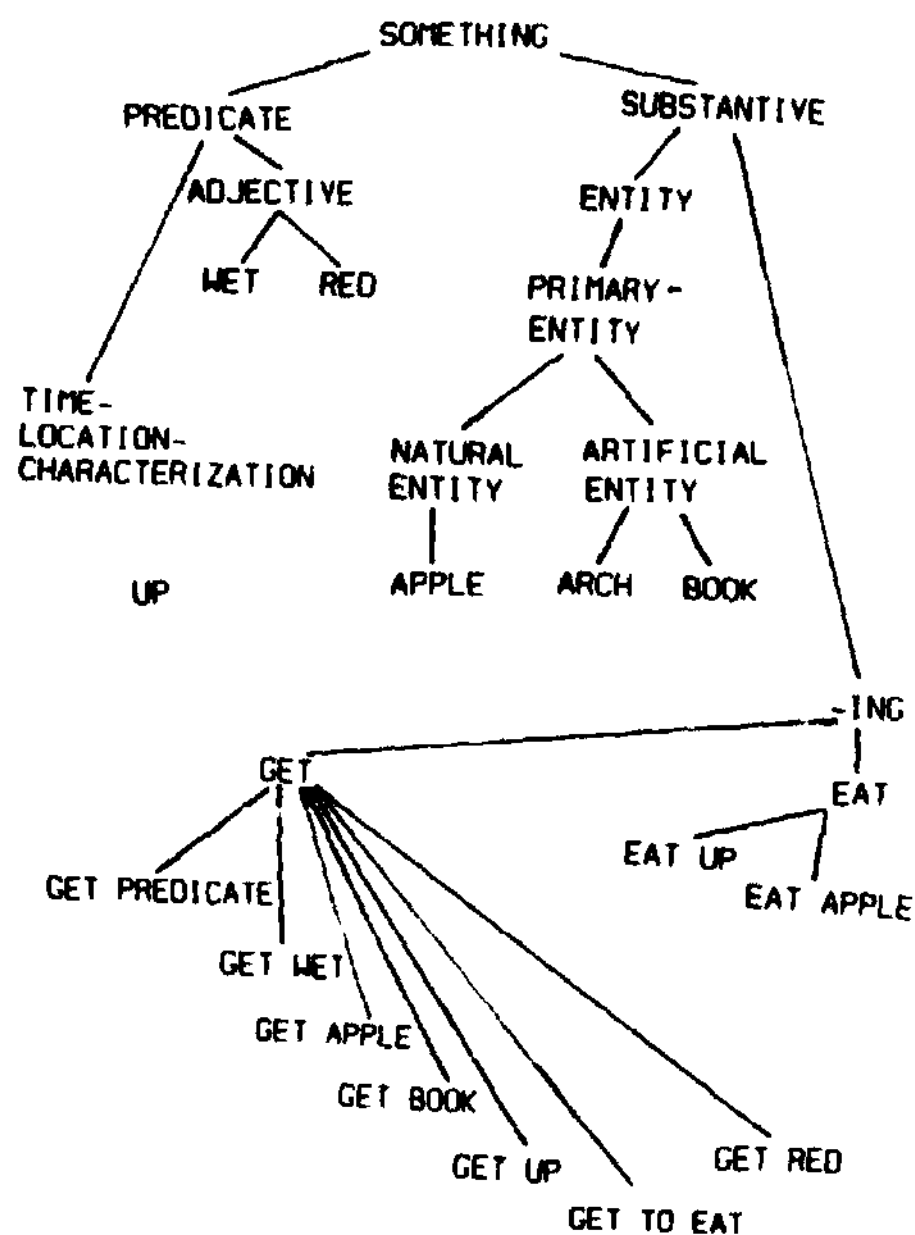 SOMETHING
PREDICATE
SUBSTANTIVE
ADJECTIVE
ENTITY
WET
RED
PRIMARY-
ENTITY
TIME-
LOCATION-
CHARACTERIZATION
NATURAL
ENTITY
ARTIFICIAL
ENTITY
UP
APPLE
ARCH
BOOK
-ING
GET
EAT
EAT UP
EAT APPLE
GET PREDICATE
GET WET
GET APPLE
GET BOOK
GET UP
GET RED
GET TO EAT